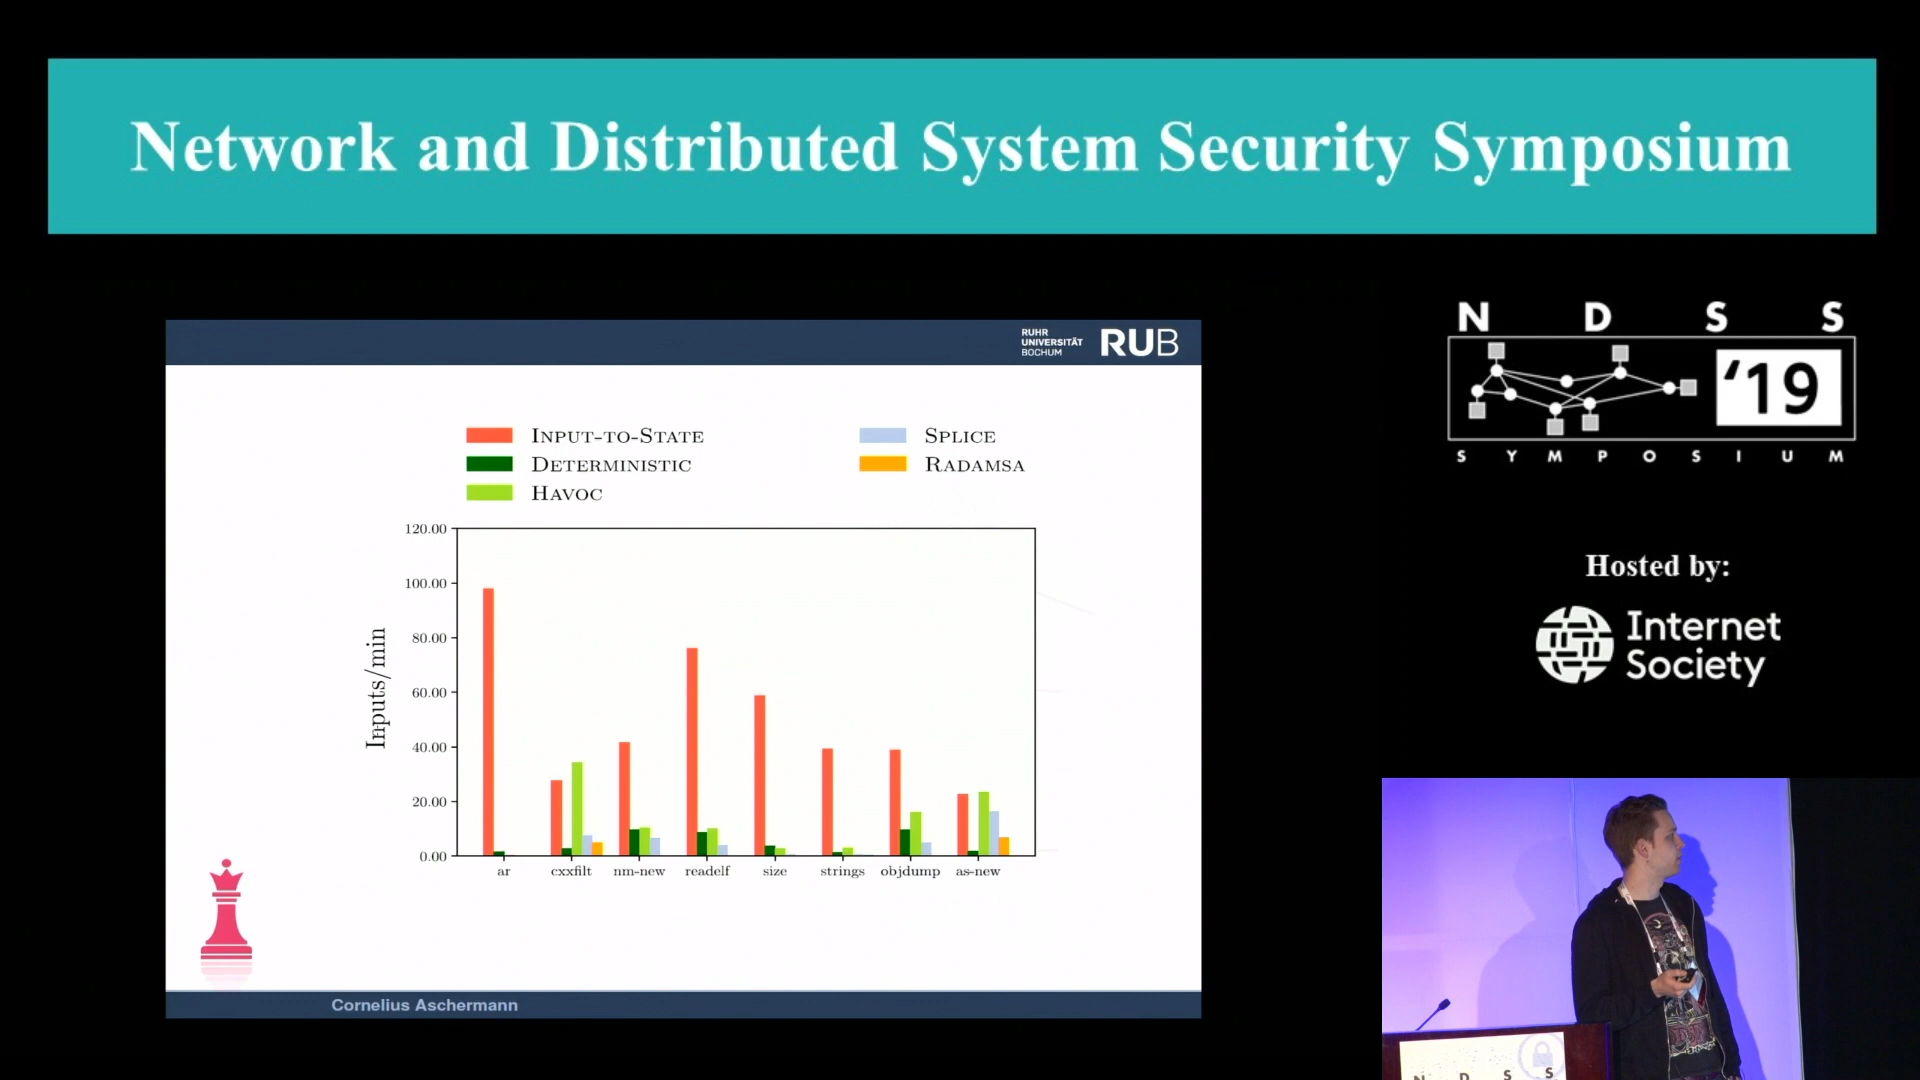 Network and Distributed System Security Symposium
RUHR
UNIVERSITÄT
BOCHUM
RUB
INPUT-TO-STATE
DETERMINISTIC
HAVOC
SPLICE
RADAMSA
120.00
100.00
80.00
60.00
40.00
20.00
0.00
Inputs/min
ar cxxfilt nm-new readelf size strings objdump as-new
Cornelius Aschermann
N D S S
'19
S Y M P O S I U M
Hosted by:
Internet
Society
N D S S